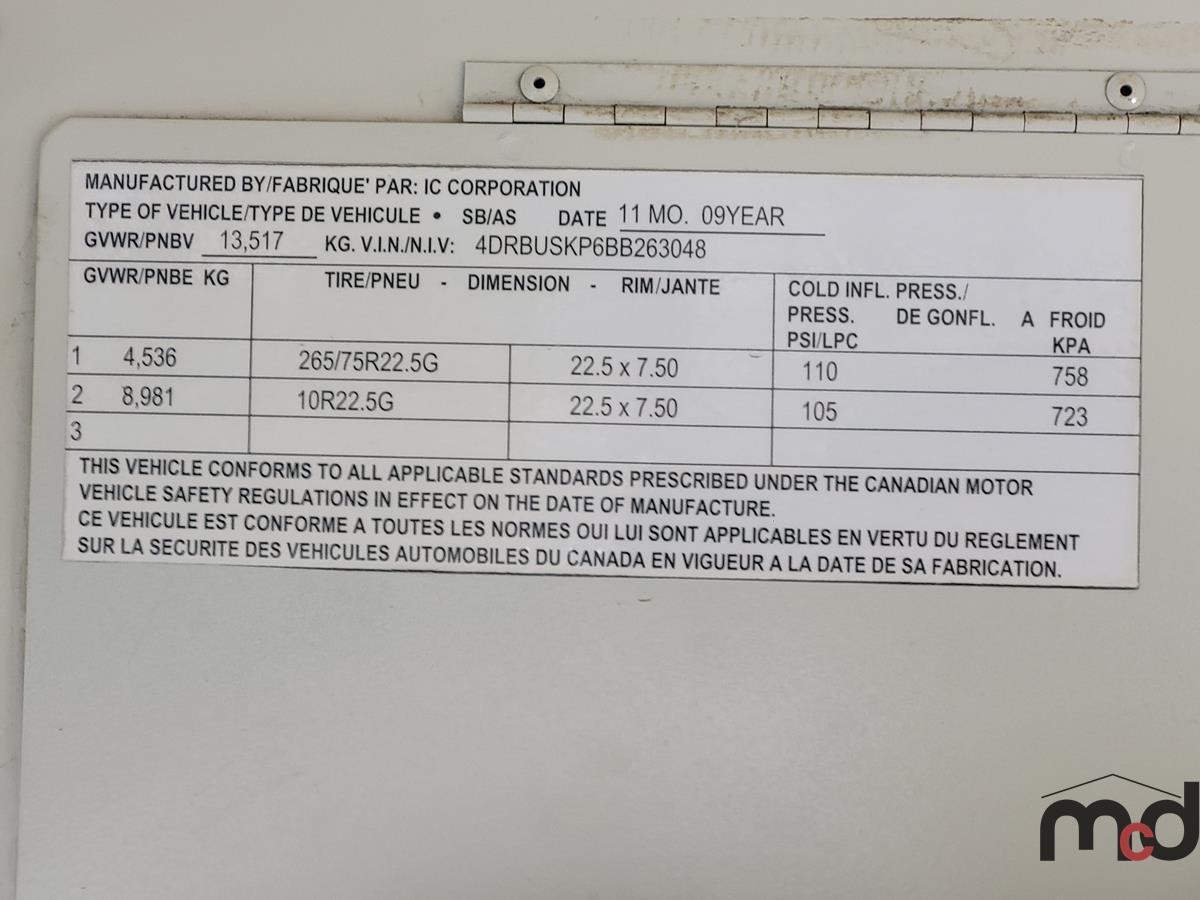 MANUFACTURED BY/FABRIQUE' PAR: IC CORPORATION
TYPE OF VEHICLE/TYPE DE VEHICULE • SB/AS DATE 11 MO. 09YEAR
GVWR/PNBV 13,517 KG. V.I.N./N.I.V: 4DRBUSKP6BB263048
GVWR/PNBE KG TIRE/PNEU - DIMENSION - RIM/JANTE COLD INFL. PRESS./
PRESS. DE GONFL. A FROID
PSI/LPC KPA
1 4,536 265/75R22.5G 22.5 x 7.50 110 758
2 8,981 10R22.5G 22.5 x 7.50 105 723
3
THIS VEHICLE CONFORMS TO ALL APPLICABLE STANDARDS PRESCRIBED UNDER THE CANADIAN MOTOR
VEHICLE SAFETY REGULATIONS IN EFFECT ON THE DATE OF MANUFACTURE.
CE VEHICULE EST CONFORME A TOUTES LES NORMES OUI LUI SONT APPLICABLES EN VERTU DU REGLEMENT
SUR LA SECURITE DES VEHICULES AUTOMOBILES DU CANADA EN VIGUEUR A LA DATE DE SA FABRICATION.
mcd